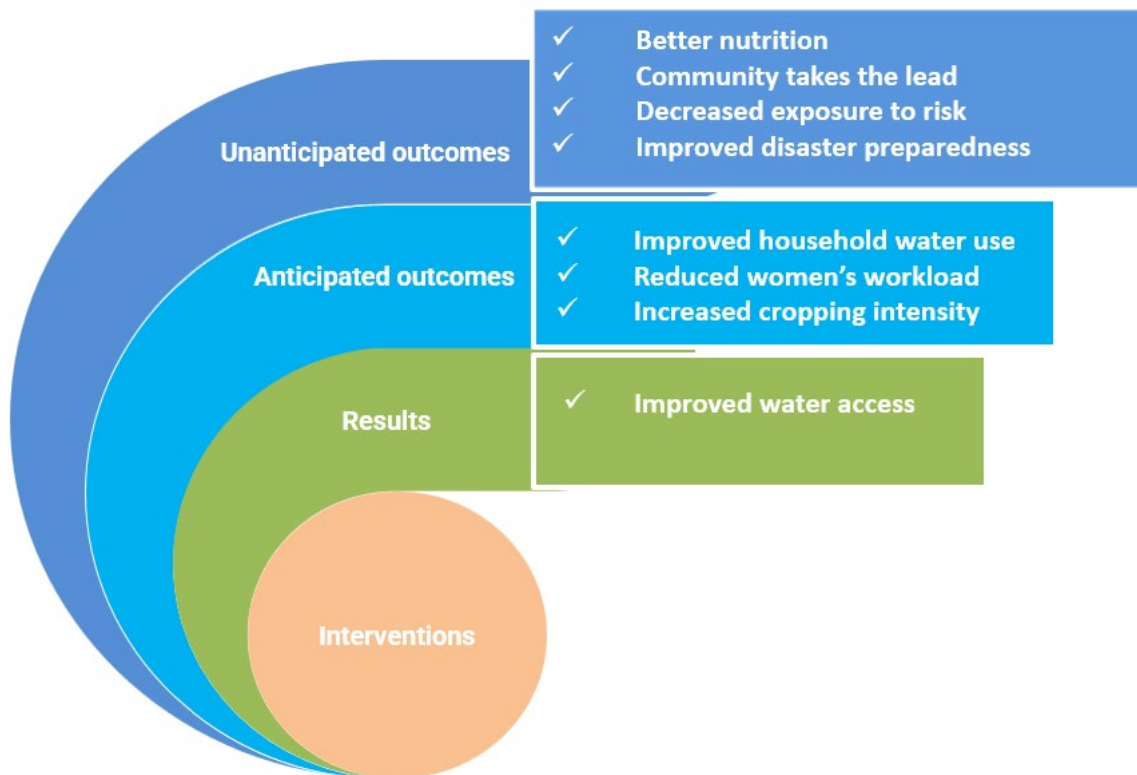 Unanticipated outcomes
✓ Better nutrition
✓ Community takes the lead
✓ Decreased exposure to risk
✓ Improved disaster preparedness
Anticipated outcomes
✓ Improved household water use
✓ Reduced women’s workload
✓ Increased cropping intensity
Results
✓ Improved water access
Interventions